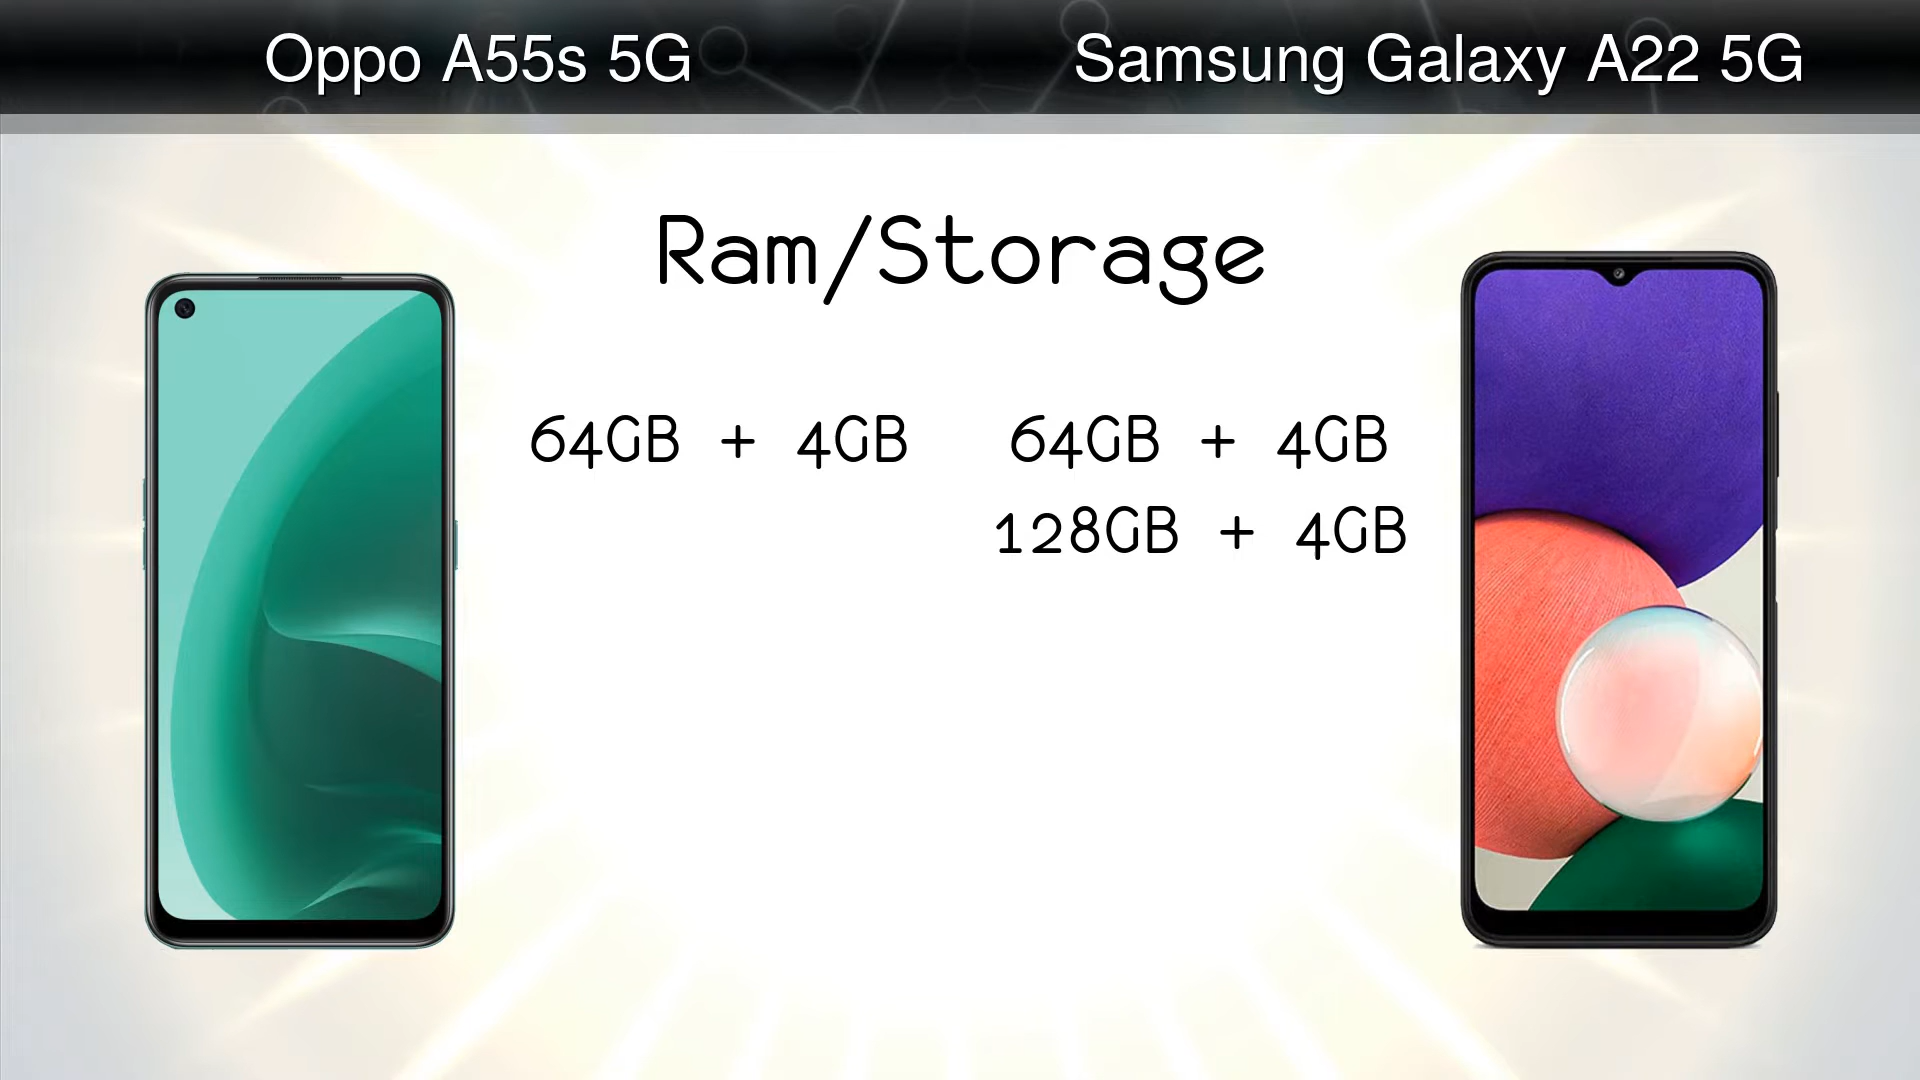 Oppo A55s 5G
Samsung Galaxy A22 5G
Ram/Storage
64GB + 4GB
64GB + 4GB
128GB + 4GB